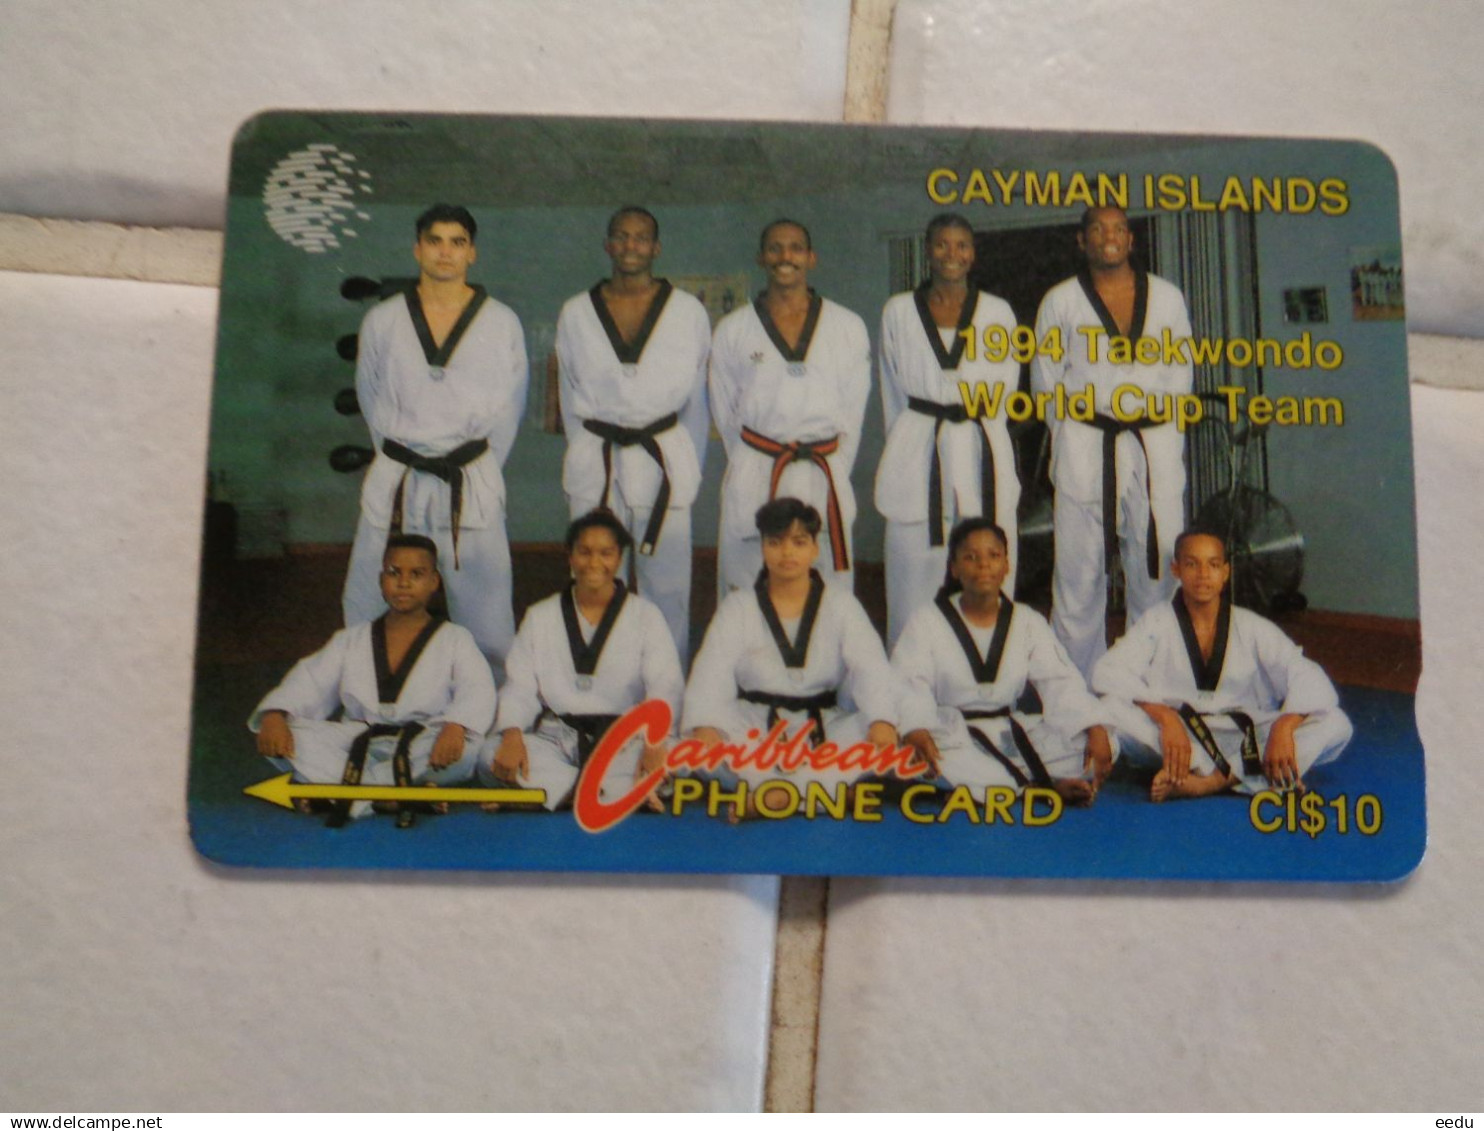 CAYMAN ISLANDS
1994 Taekwondo
World Cup Team
Caribbean
PHONE CARD
CI$10
www.delcampe.net
eedu